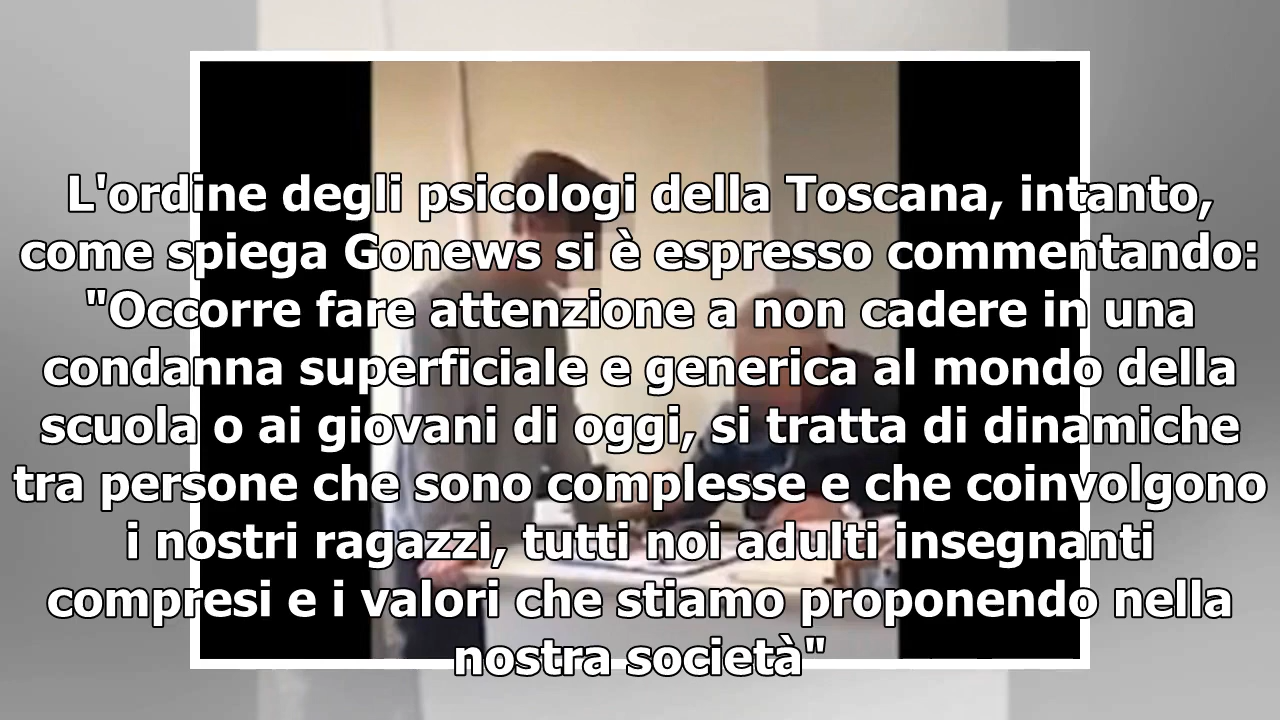 L'ordine degli psicologi della Toscana, intanto,
come spiega Gonews si è espresso commentando:
"Occorre fare attenzione a non cadere in una
condanna superficiale e generica al mondo della
scuola o ai giovani di oggi, si tratta di dinamiche
tra persone che sono complesse e che coinvolgono
i nostri ragazzi, tutti noi adulti insegnanti
compresi e i valori che stiamo proponendo nella
nostra società"